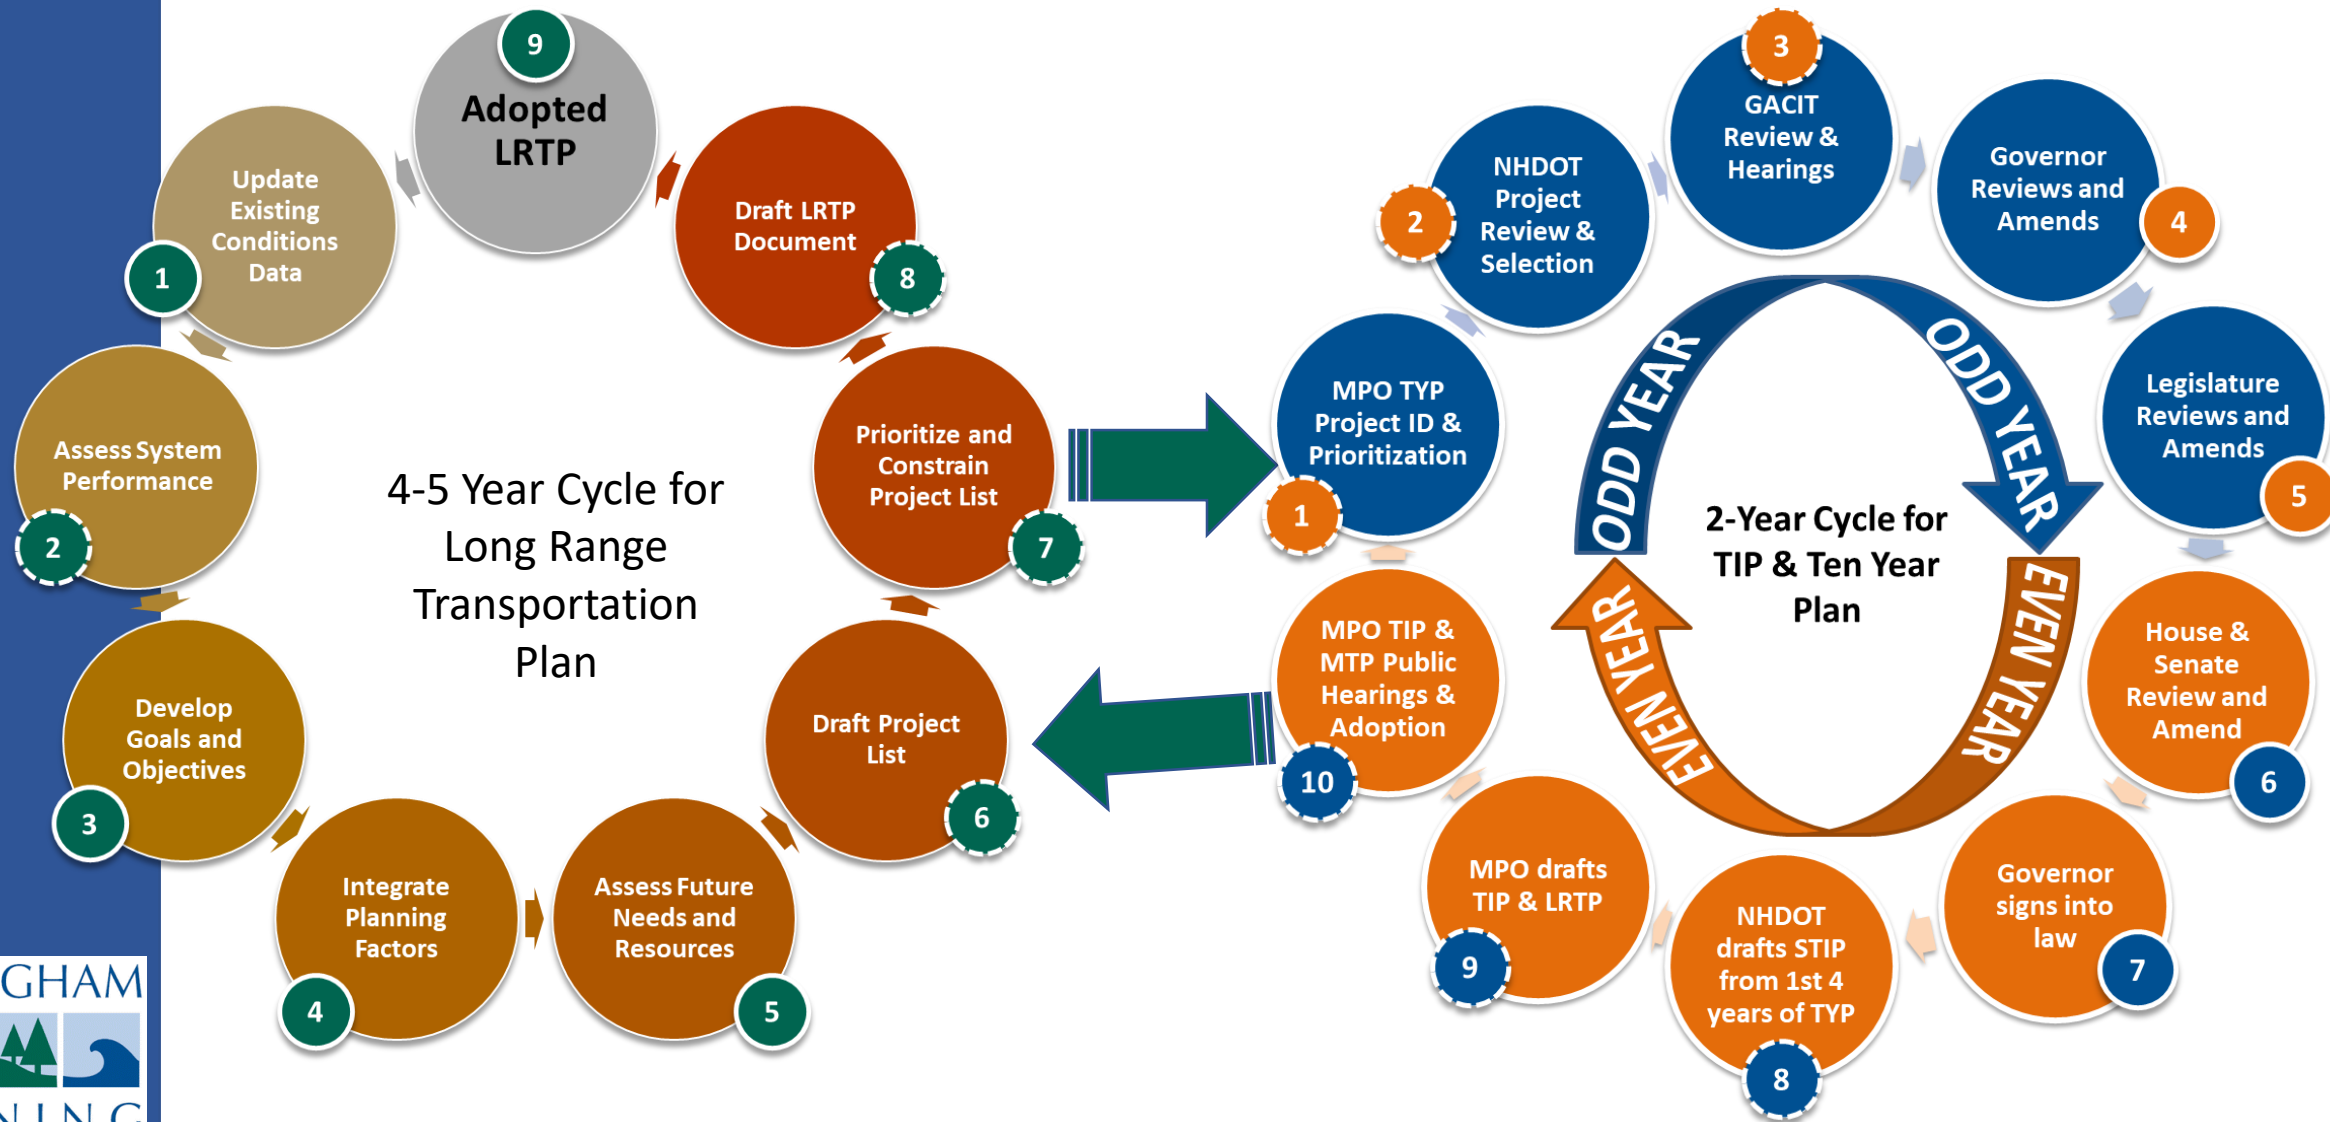 9
Adopted
LRTP
Update
Existing
Conditions
Data
1
Assess System
Performance
2
Develop
Goals and
Objectives
3
Integrate
Planning
Factors
4
Assess Future
Needs and
Resources
5
Draft Project
List
6
Prioritize and
Constrain
Project List
7
Draft LRTP
Document
8
4-5 Year Cycle for
Long Range
Transportation
Plan
MPO TYP
Project ID &
Prioritization
1
NHDOT
Project
Review &
Selection
2
3
GACIT
Review &
Hearings
Governor
Reviews and
Amends
4
Legislature
Reviews and
Amends
5
House &
Senate
Review and
Amend
6
Governor
signs into
law
7
NHDOT
drafts STIP
from 1st 4
years of TYP
8
MPO drafts
TIP & LRTP
9
MPO TIP &
MTP Public
Hearings &
Adoption
10
ODD YEAR
ODD YEAR
EVEN YEAR
EVEN YEAR
2-Year Cycle for
TIP & Ten Year
Plan
GHAM
NING